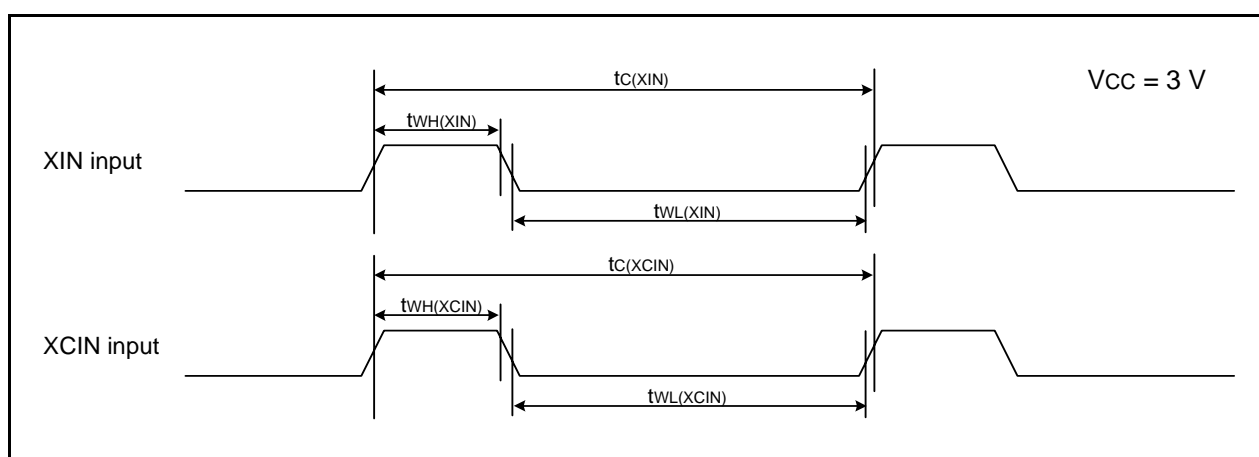 tC(XIN)
VCC = 3 V
tWH(XIN)
XIN input
tWL(XIN)
tC(XCIN)
tWH(XCIN)
XCIN input
tWL(XCIN)